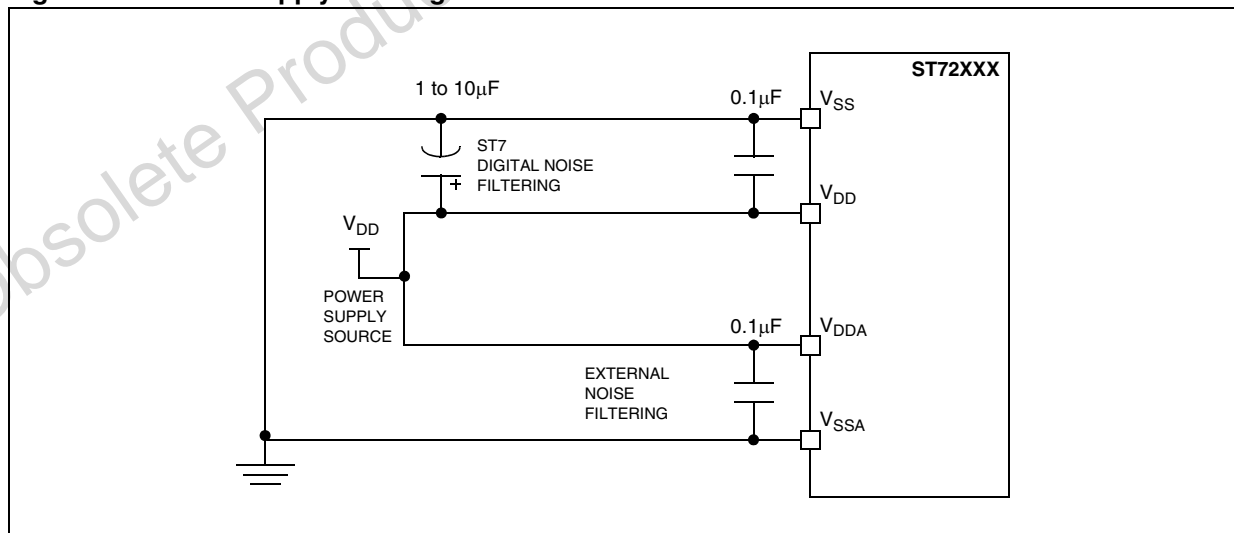 Obsolete Produ
ST72XXX
1 to 10μF
0.1μF
VSS
ST7
DIGITAL NOISE
FILTERING
+
VDD
VDD
POWER
SUPPLY
SOURCE
0.1μF
VDDA
EXTERNAL
NOISE
FILTERING
VSSA